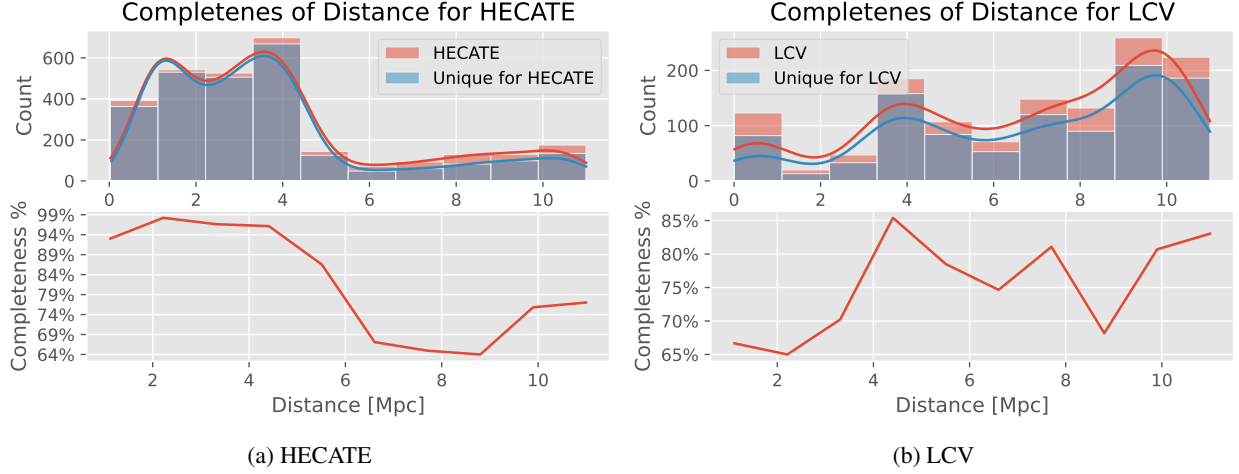 Completenes of Distance for HECATE
Count
600
400
200
0
HECATE
Unique for HECATE
0 2 4 6 8 10
Completeness %
99%
94%
89%
84%
79%
74%
69%
64%
2 4 6 8 10
Distance [Mpc]
(a) HECATE
Completenes of Distance for LCV
Count
200
100
0
LCV
Unique for LCV
0 2 4 6 8 10
Completeness %
85%
80%
75%
70%
65%
2 4 6 8 10
Distance [Mpc]
(b) LCV